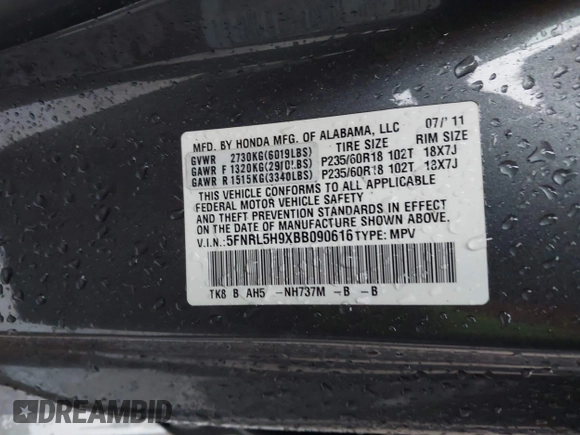 MFD. BY HONDA MFG. OF ALABAMA, LLC 07/'11
TIRE SIZE RIM SIZE
GVWR 2730KG(6019LBS)
GAWR F 1320KG(2910LBS) P235/60R18 102T 18X7J
GAWR R 1515KG(3340LBS) P235/60R18 102T 18X7J
THIS VEHICLE CONFORMS TO ALL APPLICABLE
FEDERAL MOTOR VEHICLE SAFETY
AND THEFT PREVENTION STANDARDS IN EFFECT
ON THE DATE OF MANUFACTURE SHOWN ABOVE.
V.I.N.:5FNRL5H9XBB090616 TYPE: MPV
TK8 B AH5 -NH737M -B -B
DREAMBID